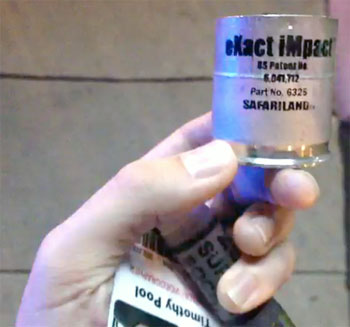 eXact iMpact
US Patent No
6,041,712
Part No. 6325
SAFARILAND
Timothy Pool